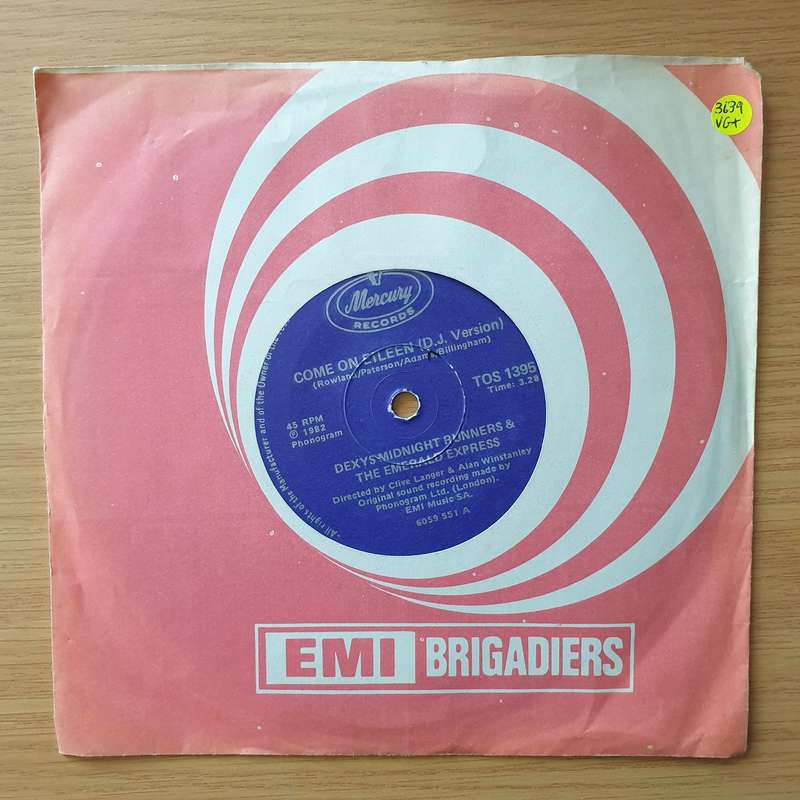 3639
VG+
Mercury
RECORDS
COME ON EILEEN (D.J. Version)
(Rowland/Paterson/Adams/Billingham)
TOS 1395
Time: 3.28
45 RPM
℗ 1982
Phonogram
DEXYS MIDNIGHT RUNNERS &
THE EMERALD EXPRESS
Directed by Clive Langer & Alan Winstanley
Original sound recording made by
Phonogram Ltd. (London).
EMI Music SA.
6059 551 A
All rights of the Manufacturer and of the Owner of the
EMI BRIGADIERS